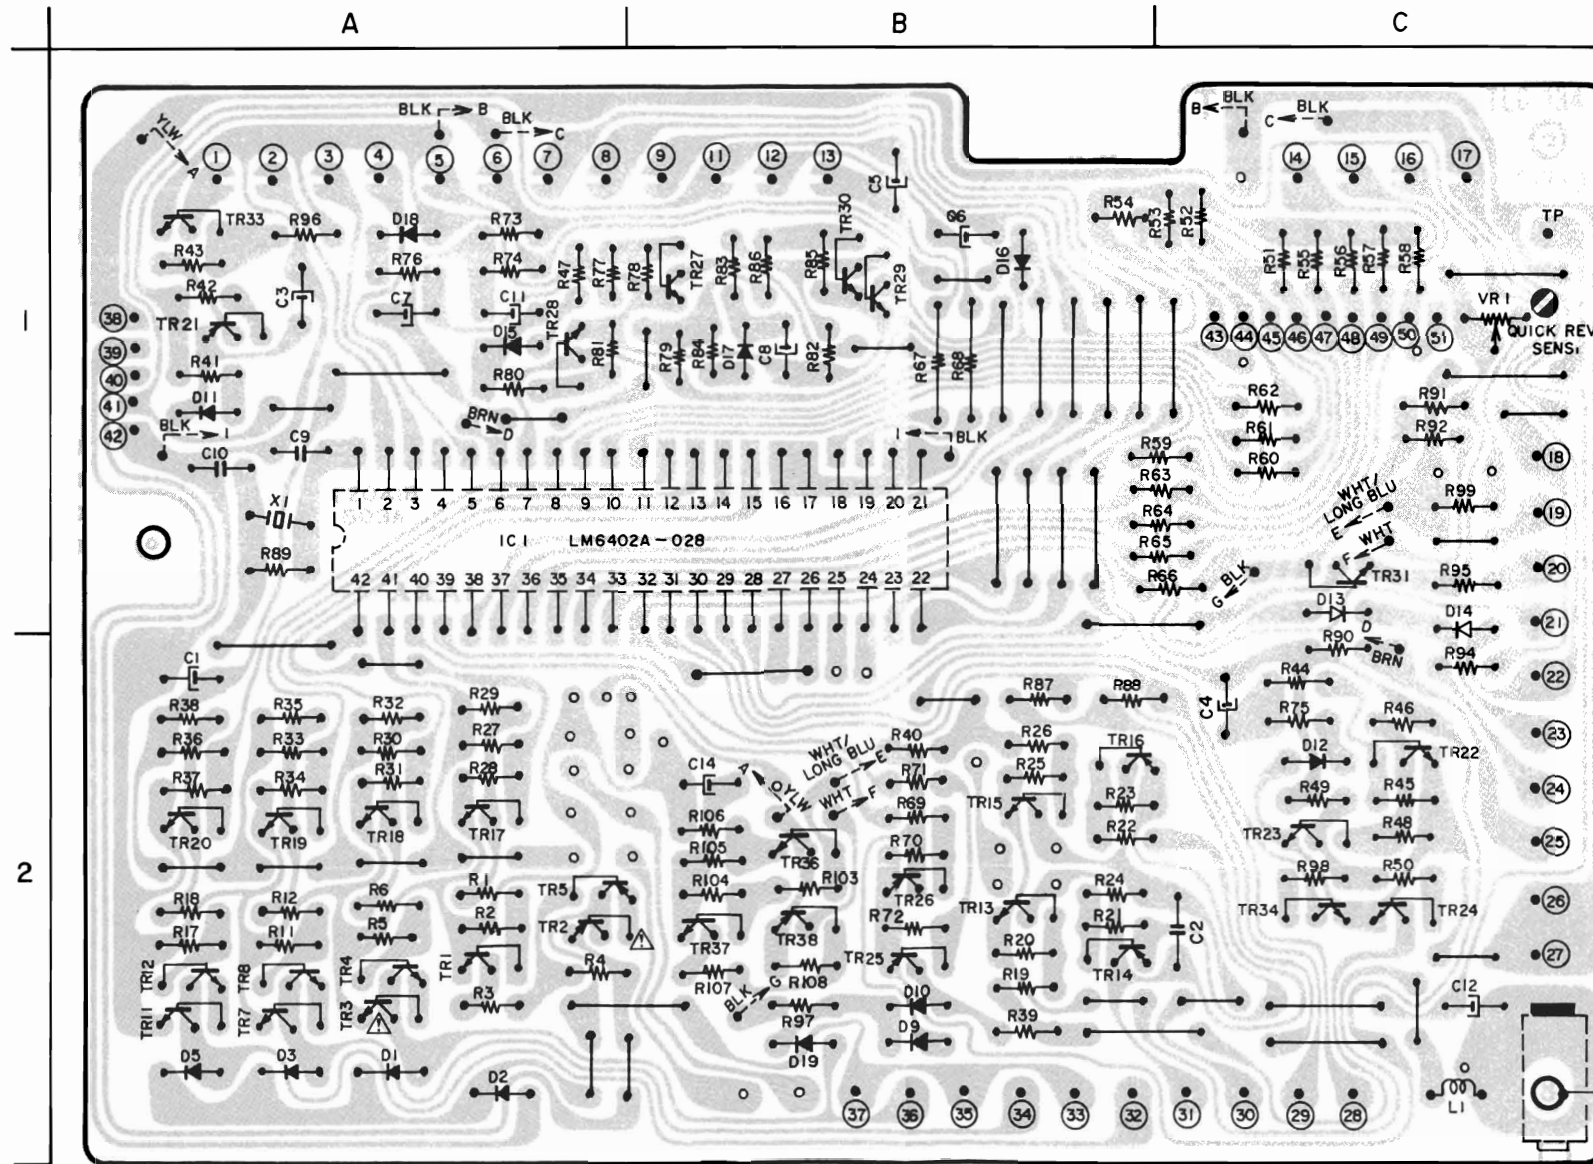 A B C
BLK B BLK C B BLK C
YLW A
1 2 3 4 5 6 7 8 9 11 12 13 14 15 16 17
C5 TR30 R54 R53 R52 TP
TR33 R96 D18 R73 C6
R43 R76 R74 R47 R77 R78 TR27 R83 R86 R85 TR29 D16 R51 R55 R56 R57 R58
R42 C3 C7 C11 TR28 VR1
38 TR21 D15 QUICK REV
SENSI
43 44 45 46 47 48 49 50 51
1
39 R81 R79 R84 D17 C8 R82 R67 R68
40 R41 R80
41 D11 BRN D R62 R91
42 BLK I I BLK R61 R92
C10 C9 R59 R60 18
R63
X1 1 2 3 4 5 6 7 8 9 10 11 12 13 14 15 16 17 18 19 20 21 WHT/
LONG BLU R99 19
E
R64 WHT
F
IC1 LM6402A-028 R65
R89 R66 G BLK TR31 R95 20
42 41 40 39 38 37 36 35 34 33 32 31 30 29 28 27 26 25 24 23 22
D13 D14 21
D
R90 BRN R94
C1 R44 22
R38 R35 R32 R29 R87 R88 C4 R75 R46
R36 R33 R30 R27 WHT/
LONG BLU E R40 R26 TR16 D12 TR22 23
R37 R34 R31 R28 C14 A YLW WHT F R71 R25 R49 R45 24
TR20 TR19 TR18 TR17 R106 R69 TR15 R23 TR23 R48
R105 TR36 R70 R22 25
2
R18 R12 R6 R1 TR5 R104 R103 TR26 TR13 R24 R98 R50
R17 R11 R5 R2 TR2 TR37 TR38 R72 R20 R21 C2 TR34 TR24 26
TR12 TR8 TR4 TR1 R4 R107 R108 TR25 R19 TR14 27
TR11 TR7 TR3 R3 BLK G R97 D10 R39 C12
D5 D3 D1 D19 D9
D2 L1
37 36 35 34 33 32 31 30 29 28